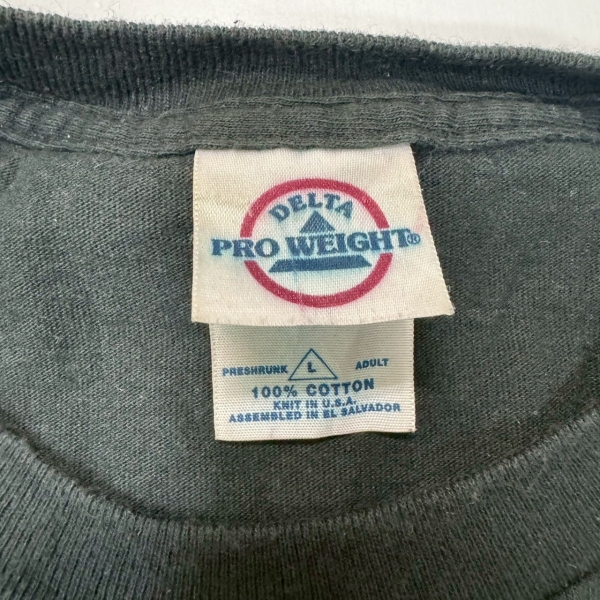 DELTA
PRO WEIGHT®
PRESHRUNK L ADULT
100% COTTON
KNIT IN U.S.A.
ASSEMBLED IN EL SALVADOR